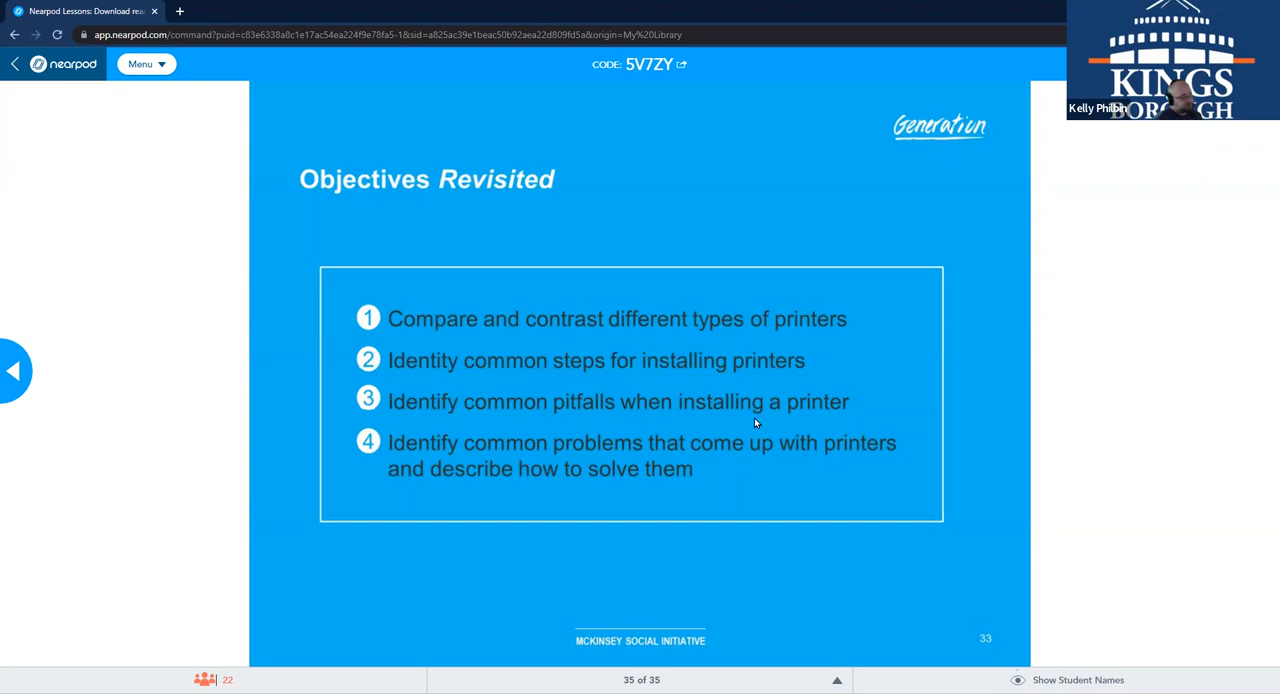 Nearpod Lessons: Download rea
app.nearpod.com/command?puid=c83e6338a8c1e17ac54ea224f9e78fa5-1&sid=a825ac39e1beac50b92aea22d809fd5a&origin=My%20Library
nearpod
Menu
CODE: 5V7ZY
KINGS
BOROUGH
Kelly Philbin
Generation
Objectives Revisited
1 Compare and contrast different types of printers
2 Identity common steps for installing printers
3 Identify common pitfalls when installing a printer
4 Identify common problems that come up with printers
and describe how to solve them
MCKINSEY SOCIAL INITIATIVE
33
22
35 of 35
Show Student Names